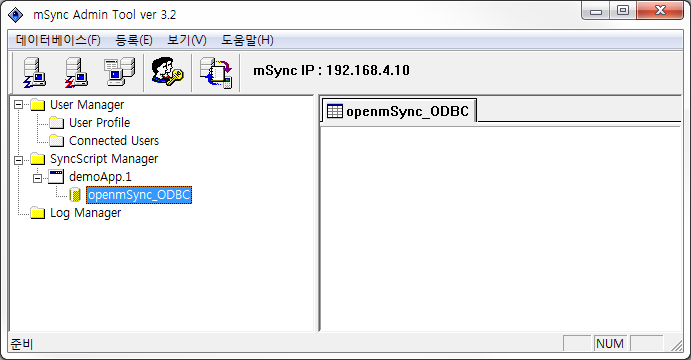 mSync Admin Tool ver 3.2
데이터베이스(F) 등록(E) 보기(V) 도움말(H)
mSync IP : 192.168.4.10
User Manager
User Profile
Connected Users
SyncScript Manager
demoApp.1
openmSync_ODBC
Log Manager
openmSync_ODBC
준비
NUM